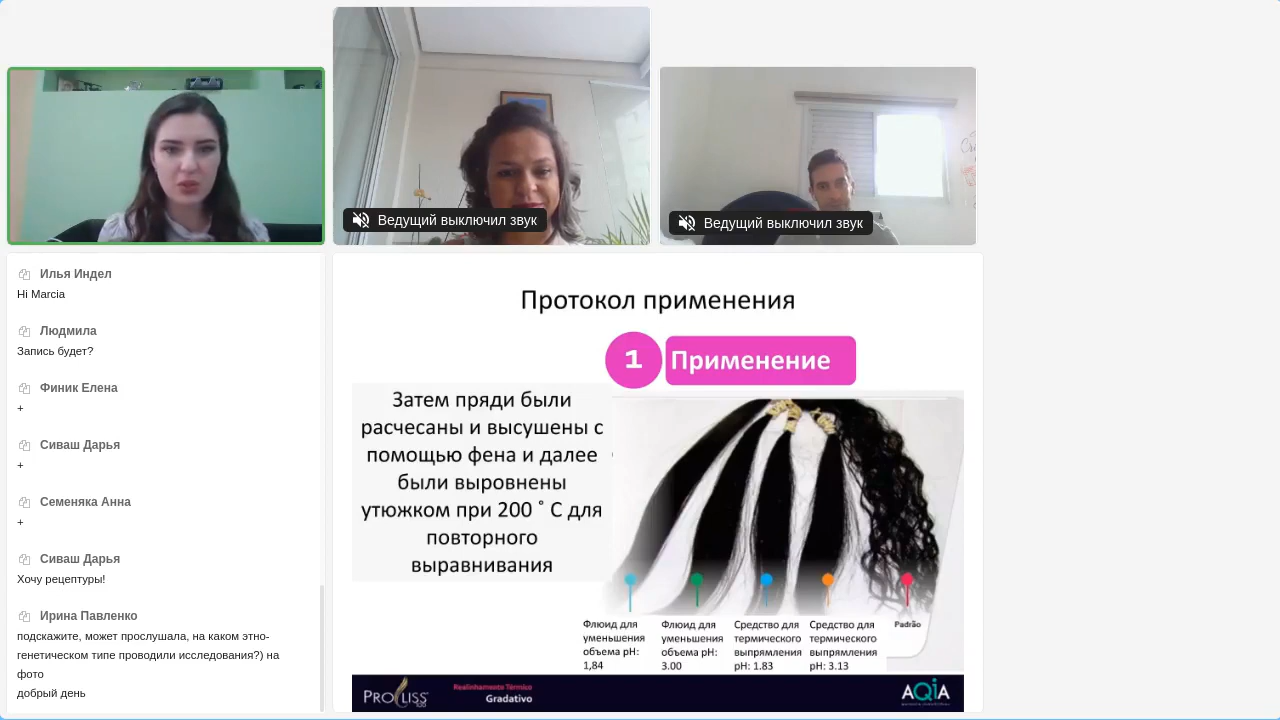 Ведущий выключил звук
Ведущий выключил звук
Илья Индел
Hi Marcia
Людмила
Запись будет?
Финик Елена
+
Сиваш Дарья
+
Семеняка Анна
+
Сиваш Дарья
Хочу рецептуры!
Ирина Павленко
подскажите, может прослушала, на каком этно-
генетическом типе проводили исследования?) на
фото
добрый день
Протокол применения
1 Применение
Затем пряди были
расчесаны и высушены с
помощью фена и далее
были выровнены
утюжком при 200 ˚ С для
повторного
выравнивания
Флюид для
уменьшения
объема pH:
1,84
Флюид для
уменьшения
объема pH:
3.00
Средство для
термического
выпрямления
pH: 1.83
Средство для
термического
выпрямления
pH: 3.13
Padrão
PROLISS
Realinhamento Térmico
Gradativo
AQIA